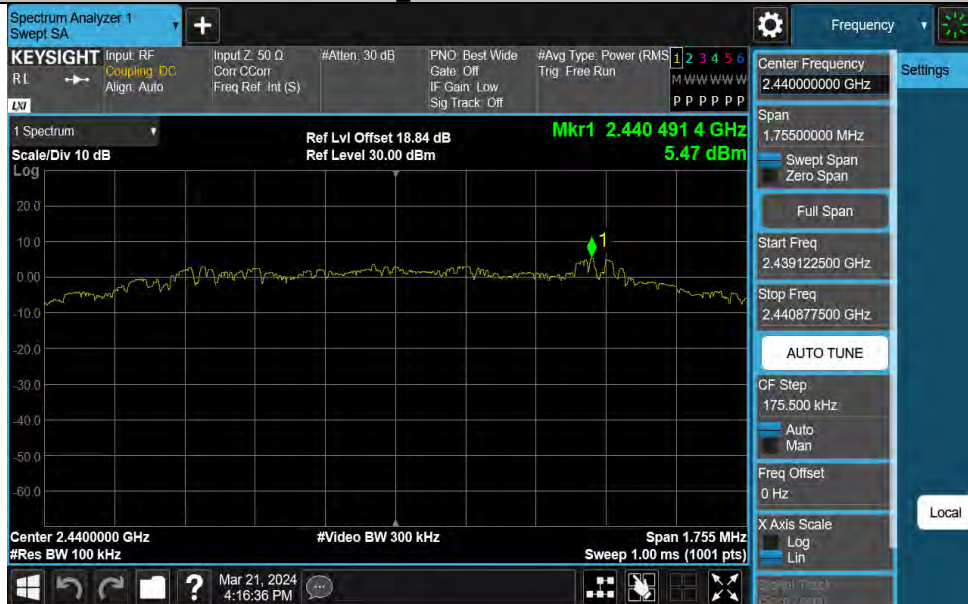 Spectrum Analyzer 1
Swept SA
+
Frequency
KEYSIGHT
RL
LXI
Input: RF
Coupling: DC
Align: Auto
Input Z: 50 Ω
Corr CCorr
Freq Ref: Int (S)
#Atten: 30 dB
PNO: Best Wide
Gate: Off
IF Gain: Low
Sig Track: Off
#Avg Type: Power (RMS
Trig: Free Run
1 2 3 4 5 6
M W W W W W
P P P P P P
1 Spectrum
Scale/Div 10 dB
Log
Ref Lvl Offset 18.84 dB
Ref Level 30.00 dBm
Mkr1 2.440 491 4 GHz
5.47 dBm
20.0
10.0
0.00
-10.0
-20.0
-30.0
-40.0
-50.0
-60.0
1
Center 2.4400000 GHz
#Res BW 100 kHz
#Video BW 300 kHz
Span 1.755 MHz
Sweep 1.00 ms (1001 pts)
Center Frequency
2.440000000 GHz
Span
1.75500000 MHz
Swept Span
Zero Span
Full Span
Start Freq
2.439122500 GHz
Stop Freq
2.440877500 GHz
AUTO TUNE
CF Step
175.500 kHz
Auto
Man
Freq Offset
0 Hz
X Axis Scale
Log
Lin
Signal Track
Settings
Local
?
Mar 21, 2024
4:16:36 PM